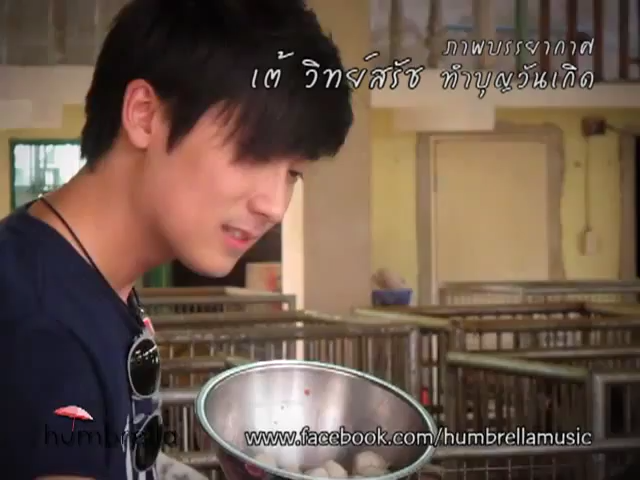 ภาพบรรยากาศ
เต้ วิทย์สรัช ทำบุญวันเกิด
humbrella
www.facebook.com/humbrellamusic